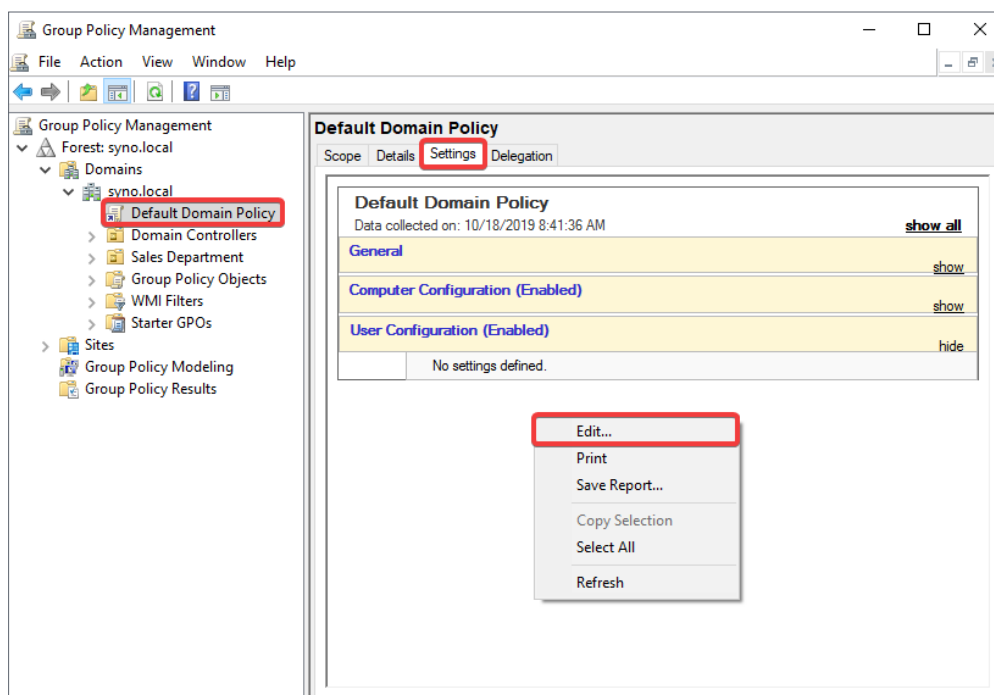 Group Policy Management
File Action View Window Help
Group Policy Management
Forest: syno.local
Domains
syno.local
Default Domain Policy
Domain Controllers
Sales Department
Group Policy Objects
WMI Filters
Starter GPOs
Sites
Group Policy Modeling
Group Policy Results
Default Domain Policy
Scope Details Settings Delegation
Default Domain Policy
Data collected on: 10/18/2019 8:41:36 AM show all
General
show
Computer Configuration (Enabled)
show
User Configuration (Enabled)
hide
No settings defined.
Edit...
Print
Save Report...
Copy Selection
Select All
Refresh